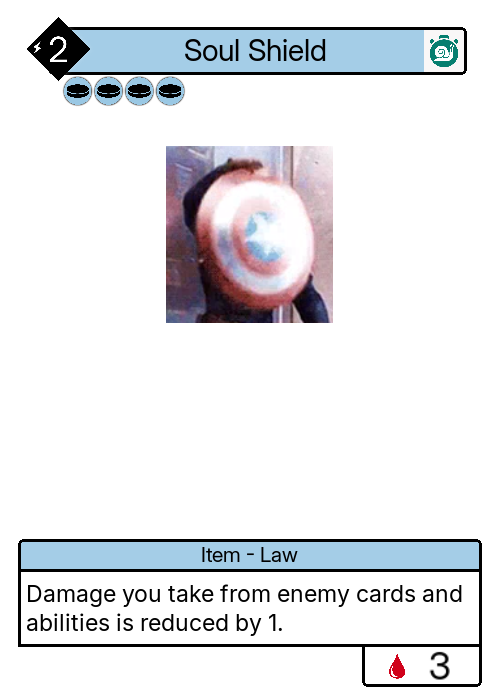 2
Soul Shield
Item - Law
Damage you take from enemy cards and
abilities is reduced by 1.
3